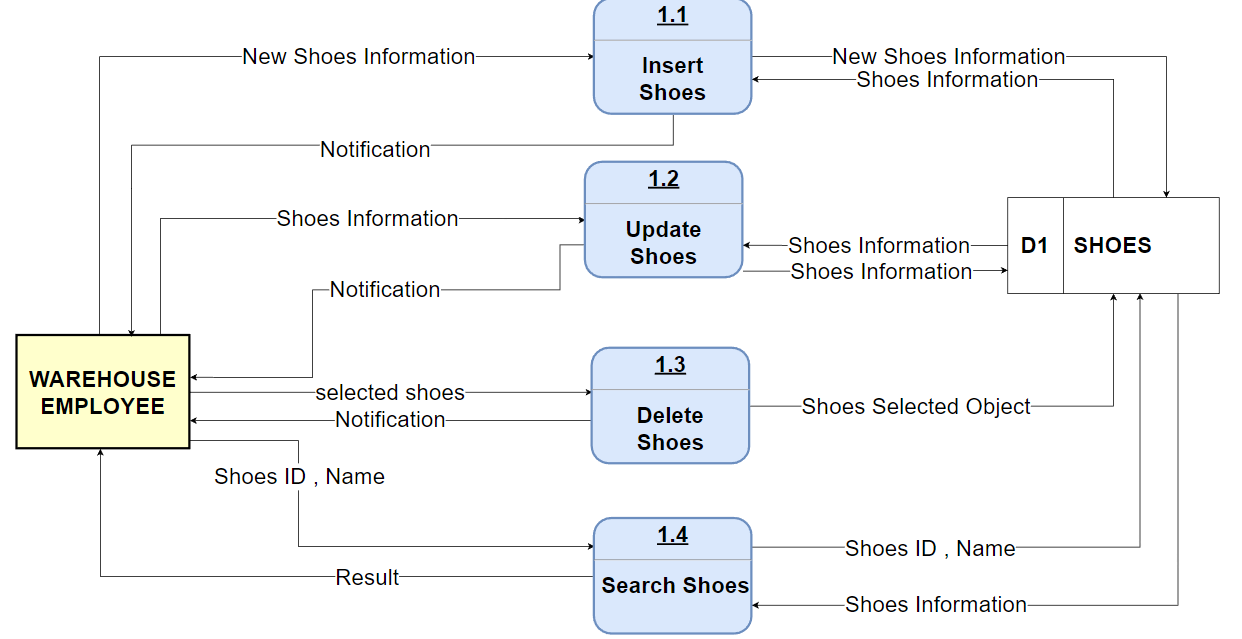 1.1
New Shoes Information
Insert
Shoes
New Shoes Information
Shoes Information
Notification
1.2
Shoes Information
Update
Shoes
Shoes Information
Shoes Information
D1
SHOES
Notification
WAREHOUSE
EMPLOYEE
1.3
selected shoes
Notification
Delete
Shoes
Shoes Selected Object
Shoes ID , Name
1.4
Search Shoes
Shoes ID , Name
Result
Shoes Information